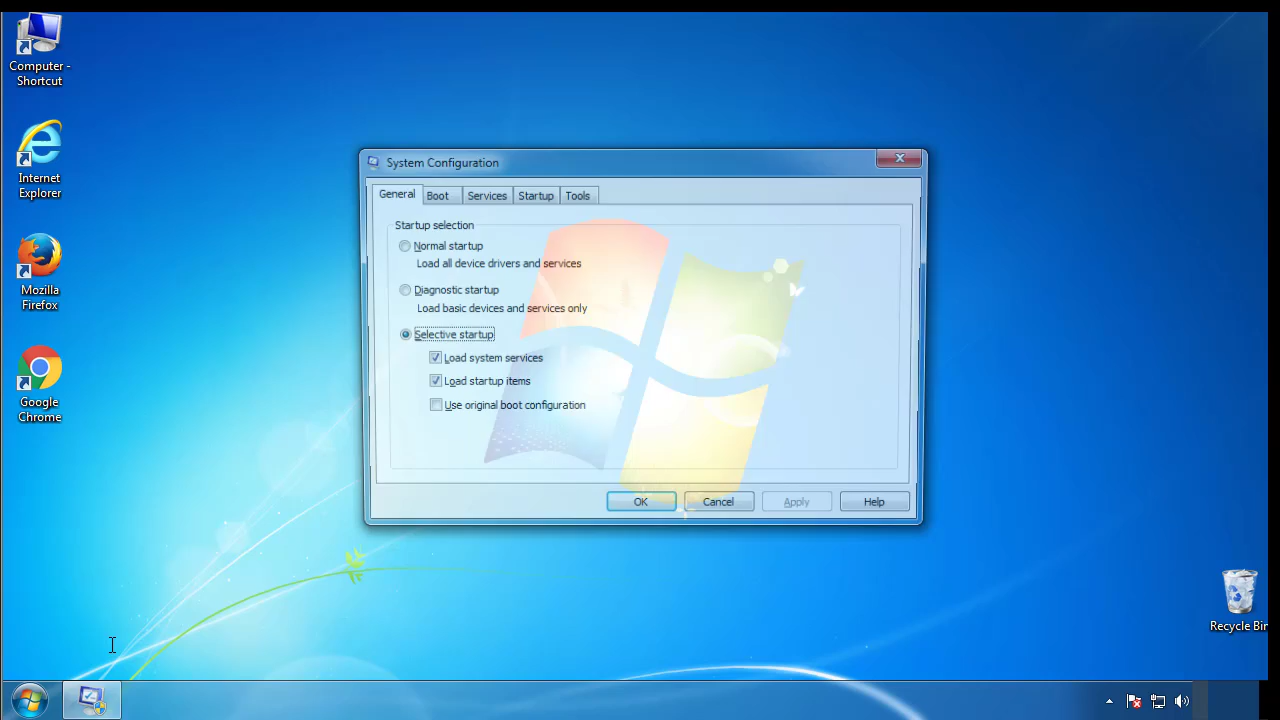 Computer -
Shortcut
Internet
Explorer
Mozilla
Firefox
Google
Chrome
System Configuration
General Boot Services Startup Tools
Startup selection
Normal startup
Load all device drivers and services
Diagnostic startup
Load basic devices and services only
Selective startup
Load system services
Load startup items
Use original boot configuration
OK Cancel Apply Help
Recycle Bin